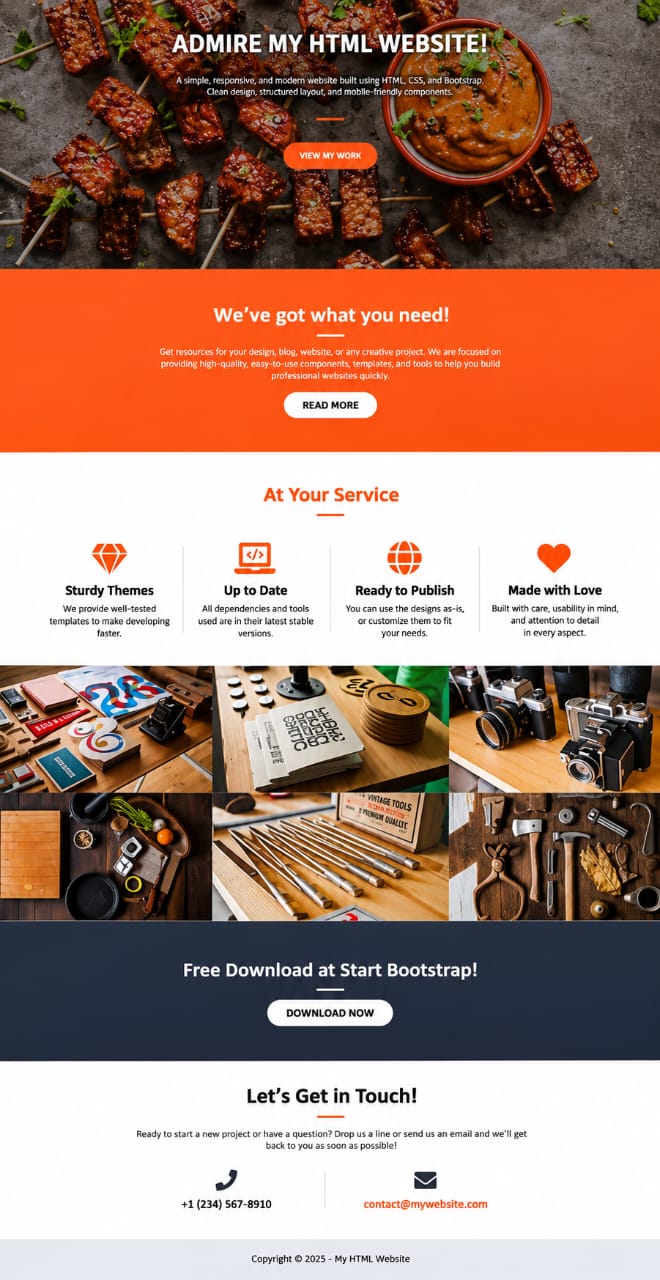 ADMIRE MY HTML WEBSITE!
A simple, responsive, and modern website built using HTML, CSS, and Bootstrap.
Clean design, structured layout, and mobile-friendly components.
VIEW MY WORK
We've got what you need!
Get resources for your design, blog, website, or any creative project. We are focused on
providing high-quality, easy-to-use components, templates, and tools to help you build
professional websites quickly.
READ MORE
At Your Service
</>
Sturdy Themes
We provide well-tested
templates to make developing
faster.
Up to Date
All dependencies and tools
used are in their latest stable
versions.
Ready to Publish
You can use the designs as-is,
or customize them to fit
your needs.
Made with Love
Built with care, usability in mind,
and attention to detail
in every aspect.
VINTAGE TOOLS
PREMIUM QUALITE
Free Download at Start Bootstrap!
DOWNLOAD NOW
Let's Get in Touch!
Ready to start a new project or have a question? Drop us a line or send us an email and we'll get
back to you as soon as possible!
+1 (234) 567-8910
contact@mywebsite.com
Copyright © 2025 - My HTML Website